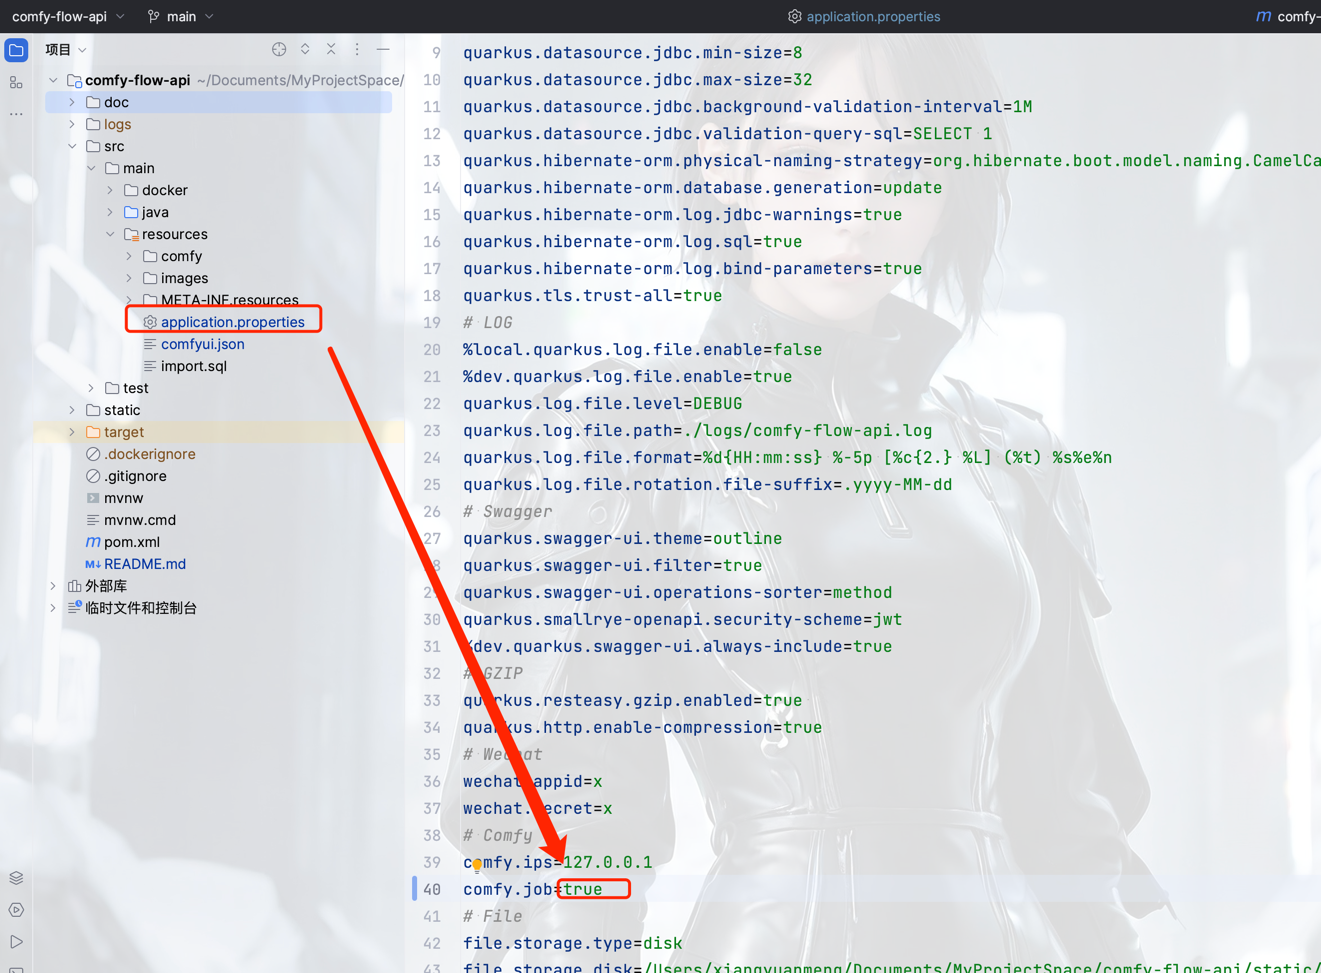 comfy-flow-api
main
application.properties
m comfy-
项目
comfy-flow-api ~/Documents/MyProjectSpace/
doc
logs
src
main
docker
java
resources
comfy
images
META-INF.resources
application.properties
comfyui.json
import.sql
test
static
target
.dockerignore
.gitignore
mvnw
mvnw.cmd
m pom.xml
M↓ README.md
外部库
临时文件和控制台
9 quarkus.datasource.jdbc.min-size=8
10 quarkus.datasource.jdbc.max-size=32
11 quarkus.datasource.jdbc.background-validation-interval=1M
12 quarkus.datasource.jdbc.validation-query-sql=SELECT 1
13 quarkus.hibernate-orm.physical-naming-strategy=org.hibernate.boot.model.naming.CamelCa
14 quarkus.hibernate-orm.database.generation=update
15 quarkus.hibernate-orm.log.jdbc-warnings=true
16 quarkus.hibernate-orm.log.sql=true
17 quarkus.hibernate-orm.log.bind-parameters=true
18 quarkus.tls.trust-all=true
19 # LOG
20 %local.quarkus.log.file.enable=false
21 %dev.quarkus.log.file.enable=true
22 quarkus.log.file.level=DEBUG
23 quarkus.log.file.path=./logs/comfy-flow-api.log
24 quarkus.log.file.format=%d{HH:mm:ss} %-5p [%c{2.} %L] (%t) %s%e%n
25 quarkus.log.file.rotation.file-suffix=.yyyy-MM-dd
26 # Swagger
27 quarkus.swagger-ui.theme=outline
28 quarkus.swagger-ui.filter=true
29 quarkus.swagger-ui.operations-sorter=method
30 quarkus.smallrye-openapi.security-scheme=jwt
31 %dev.quarkus.swagger-ui.always-include=true
32 # GZIP
33 quarkus.resteasy.gzip.enabled=true
34 quarkus.http.enable-compression=true
35 # Wechat
36 wechat.appid=x
37 wechat.secret=x
38 # Comfy
39 comfy.ips=127.0.0.1
40 comfy.job=true
41 # File
42 file.storage.type=disk
43 file.storage.disk=/Users/xiangyuanmeng/Documents/MyProjectSpace/comfy-flow-api/static/